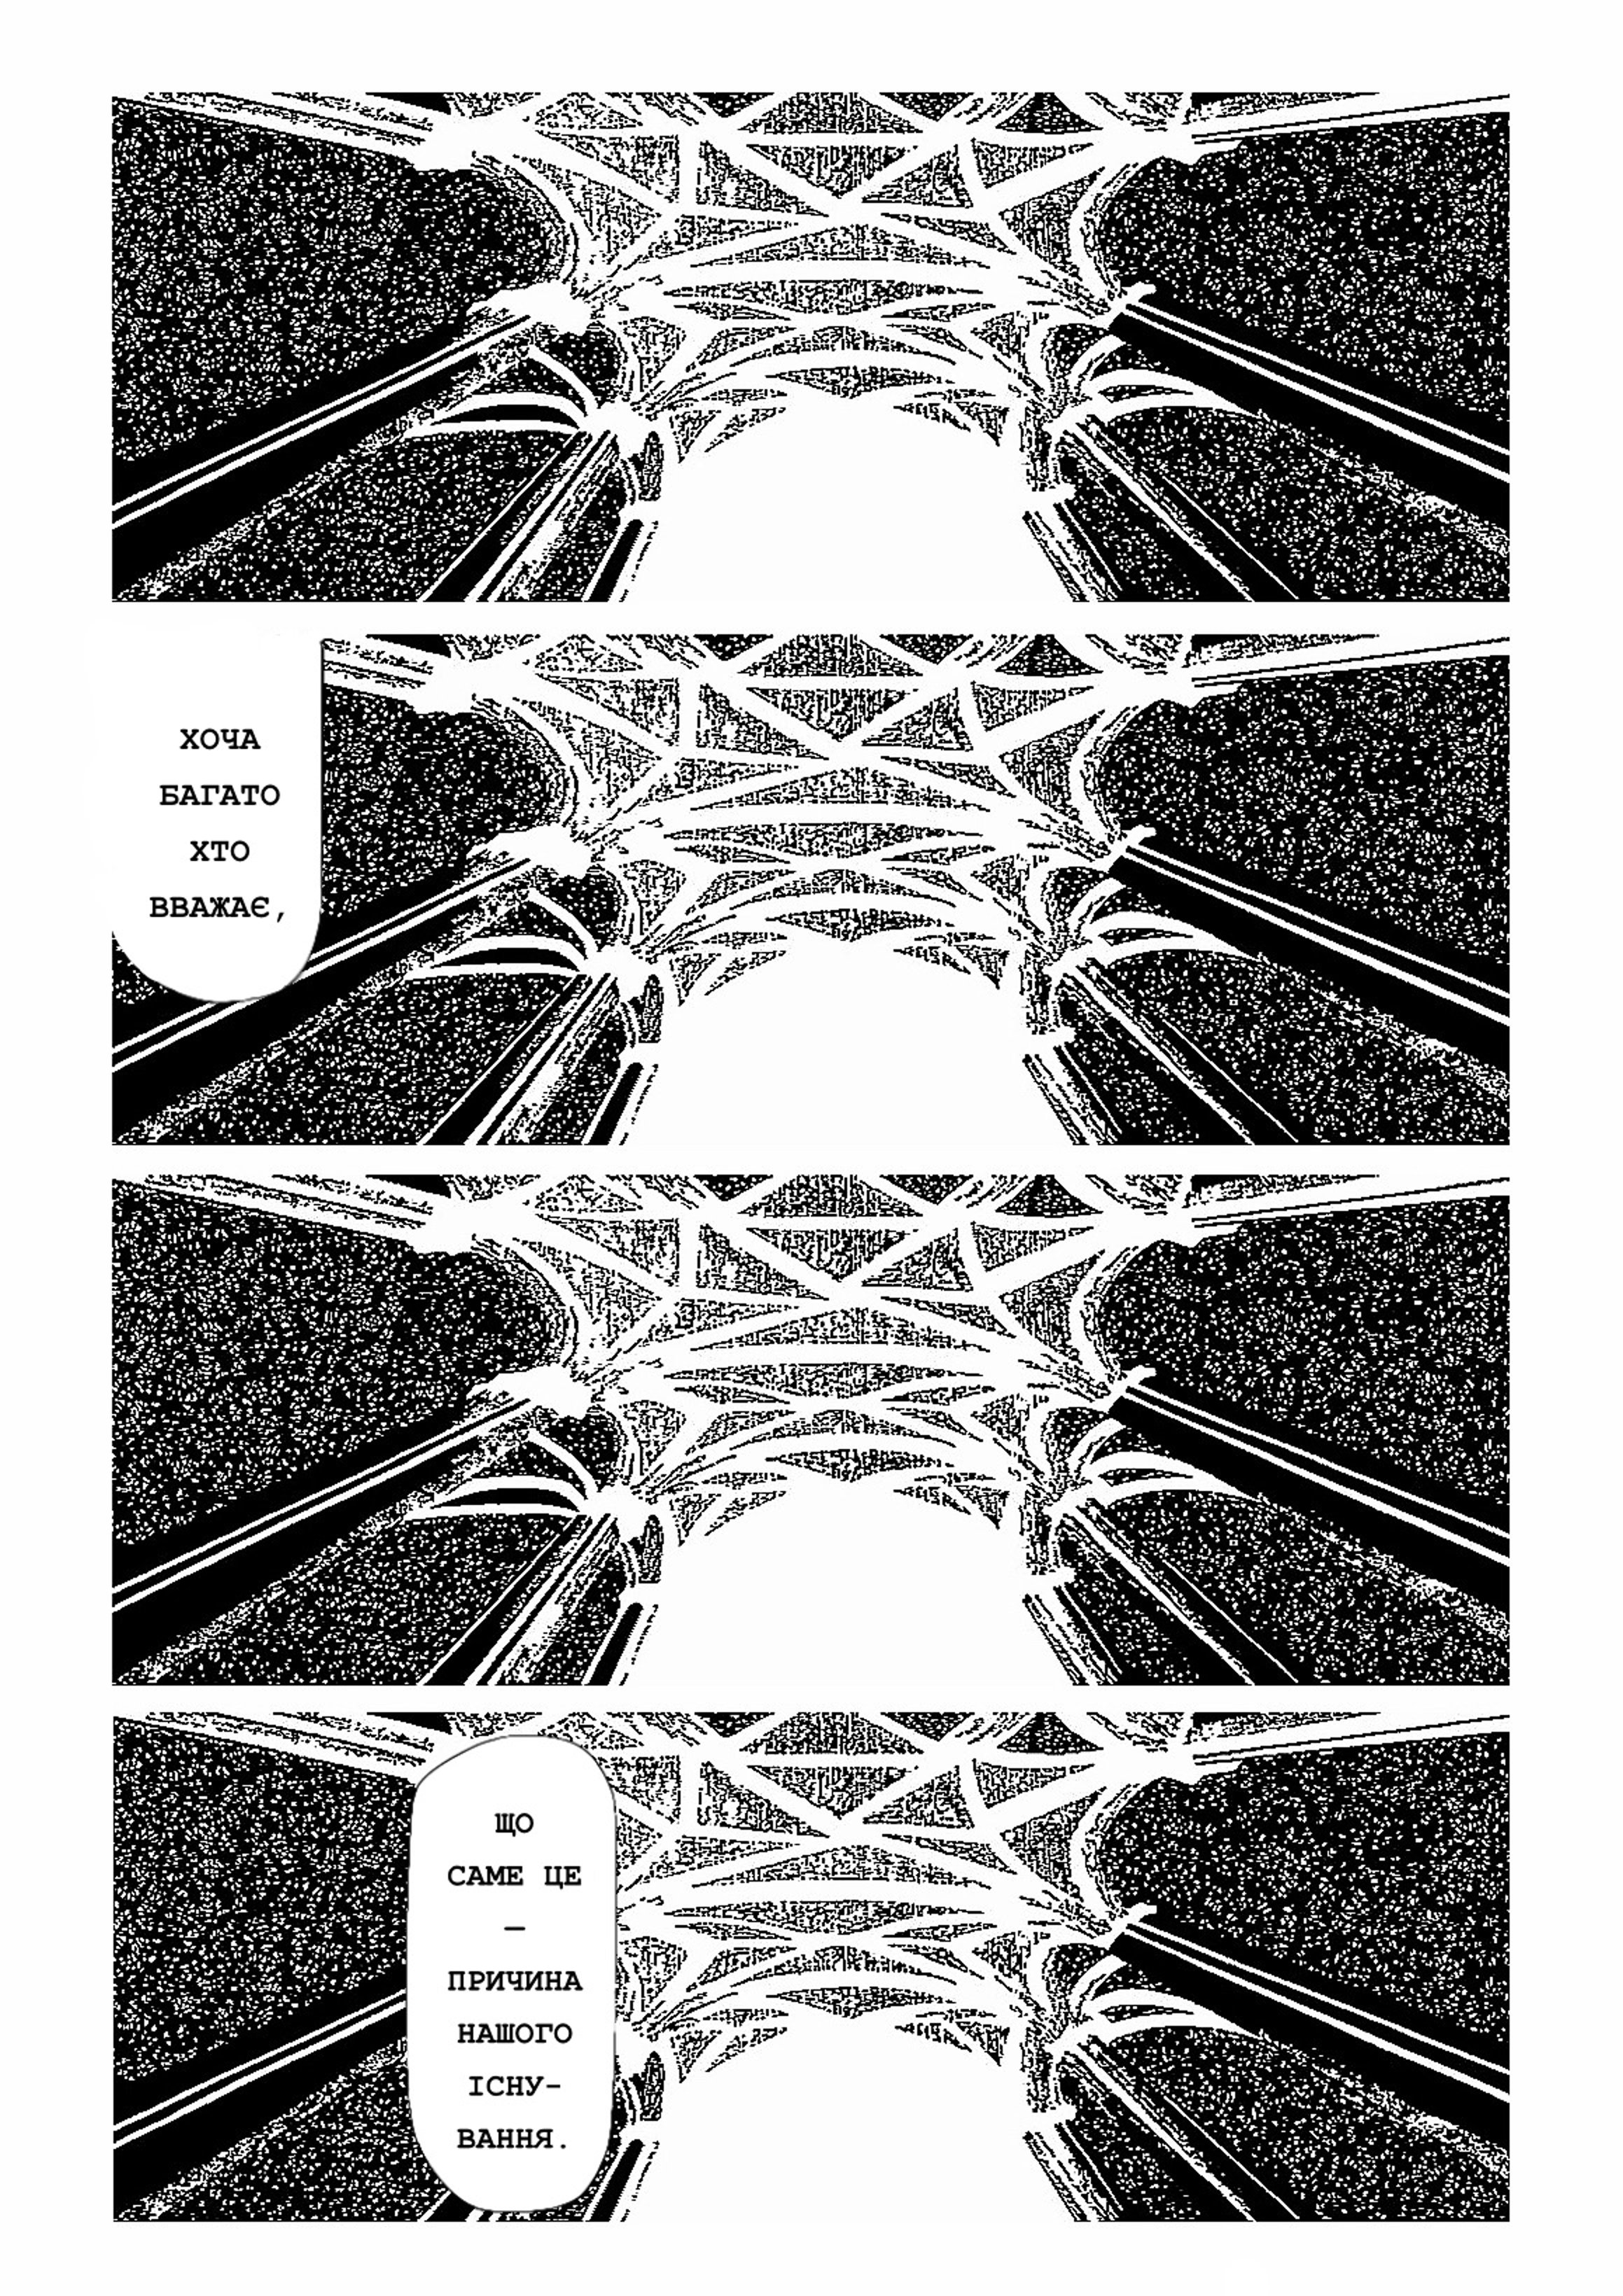 ХОЧА
БАГАТО
ХТО
ВВАЖАЄ,
ЩО
САМЕ ЦЕ
—
ПРИЧИНА
НАШОГО
ІСНУ-
ВАННЯ.